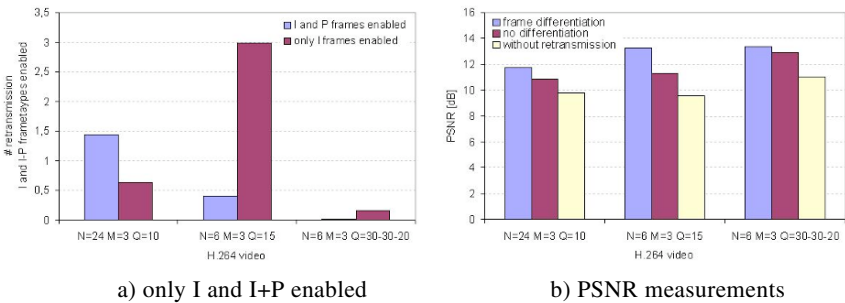 # retransmission
I and I-P frametaypes enabled
3,5
3
2,5
2
1,5
1
0,5
0
I and P frames enabled
only I frames enabled
N=24 M=3 Q=10
N=6 M=3 Q=15
N=6 M=3 Q=30-30-20
H.264 video
a) only I and I+P enabled
PSNR [dB]
16
14
12
10
8
6
4
2
0
frame differentiation
no differentiation
without retransmission
N=24 M=3 Q=10
N=6 M=3 Q=15
N=6 M=3 Q=30-30-20
H.264 video
b) PSNR measurements